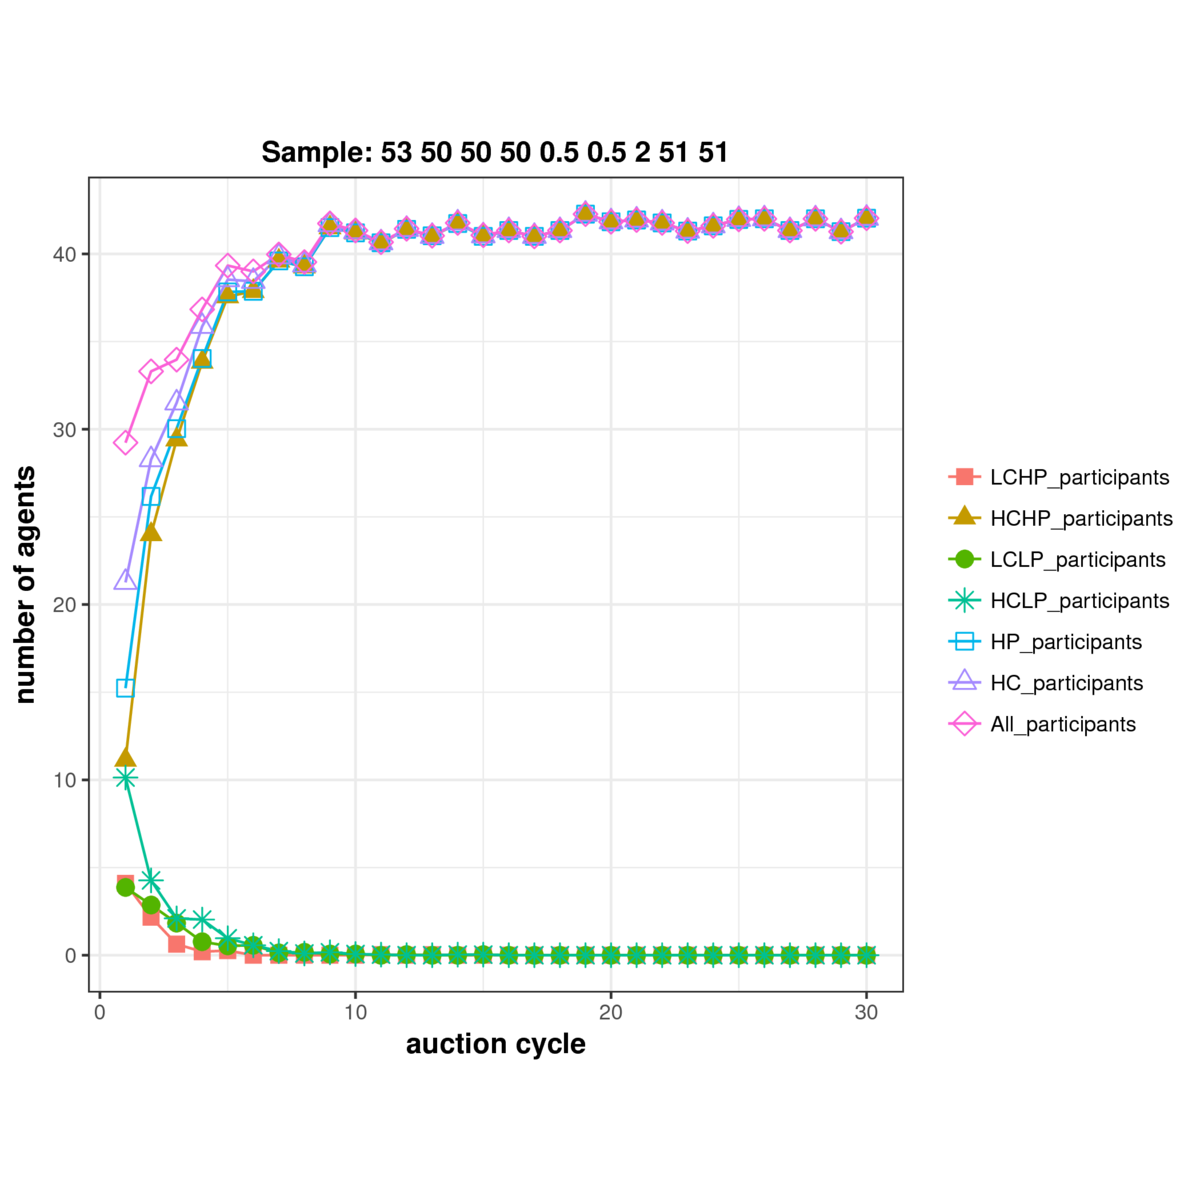 Sample: 53 50 50 50 0.5 0.5 2 51 51
number of agents
40
30
20
10
0
0
10
20
30
auction cycle
LCHP_participants
HCHP_participants
LCLP_participants
HCLP_participants
HP_participants
HC_participants
All_participants